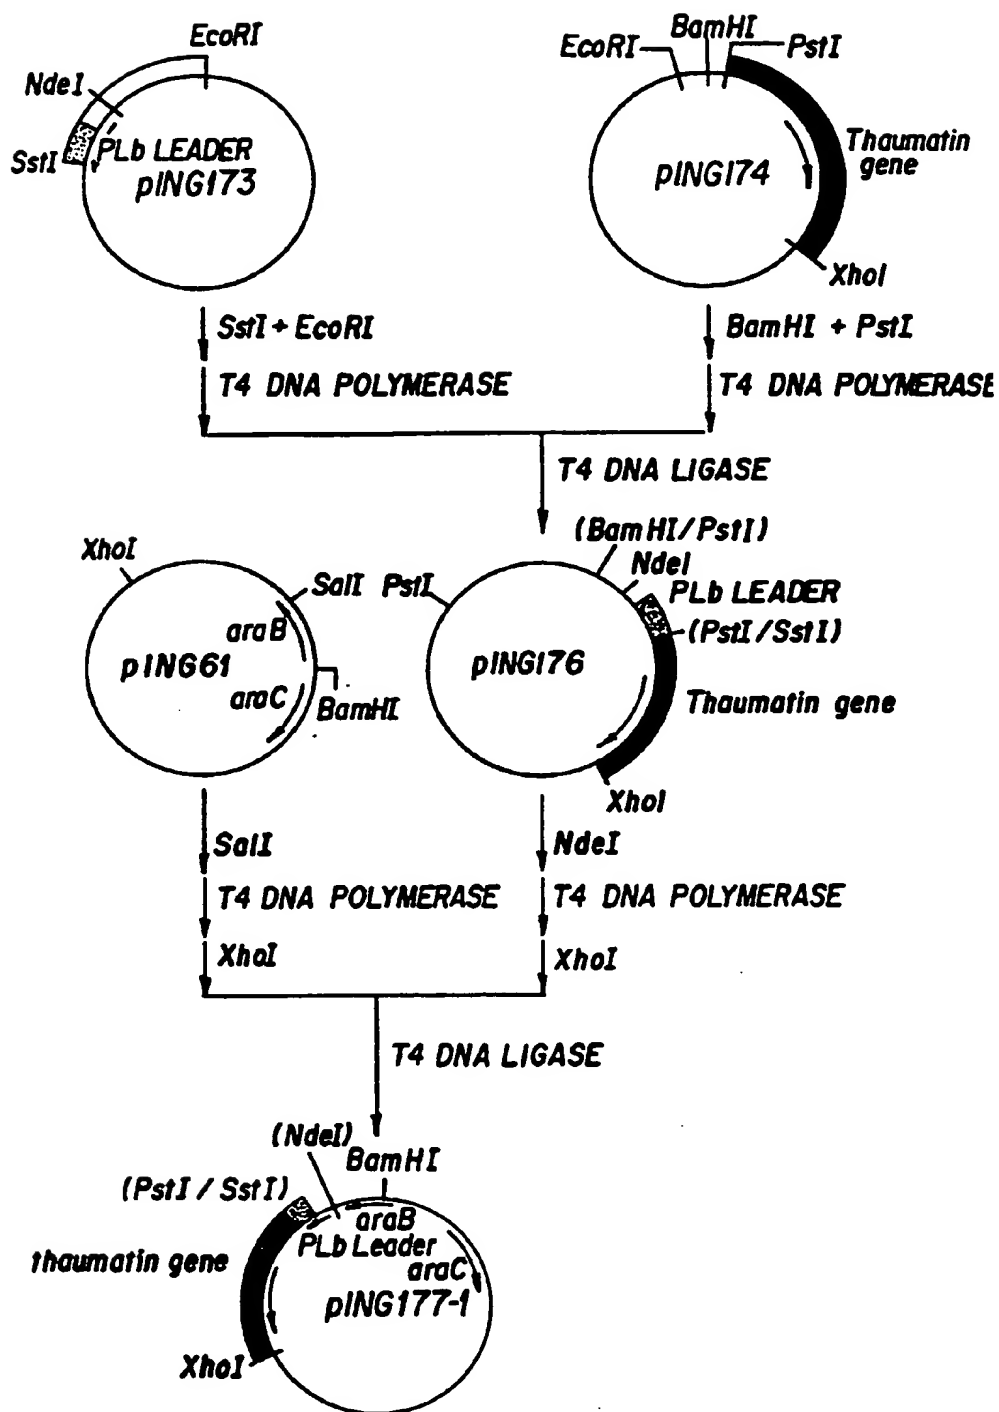 EcoRI
NdeI
SstI
PLb LEADER
pING173
BamHI
EcoRI
PstI
Thaumatin
gene
pING174
XhoI
SstI + EcoRI
T4 DNA POLYMERASE
BamHI + PstI
T4 DNA POLYMERASE
T4 DNA LIGASE
XhoI
SalI
araB
pING61
araC
BamHI
(BamHI/PstI)
NdeI
PstI
PLb LEADER
(PstI/SstI)
pING176
Thaumatin gene
XhoI
SalI
T4 DNA POLYMERASE
XhoI
NdeI
T4 DNA POLYMERASE
XhoI
T4 DNA LIGASE
(NdeI)
BamHI
(PstI/SstI)
araB
PLb Leader
thaumatin gene
araC
pING177-1
XhoI